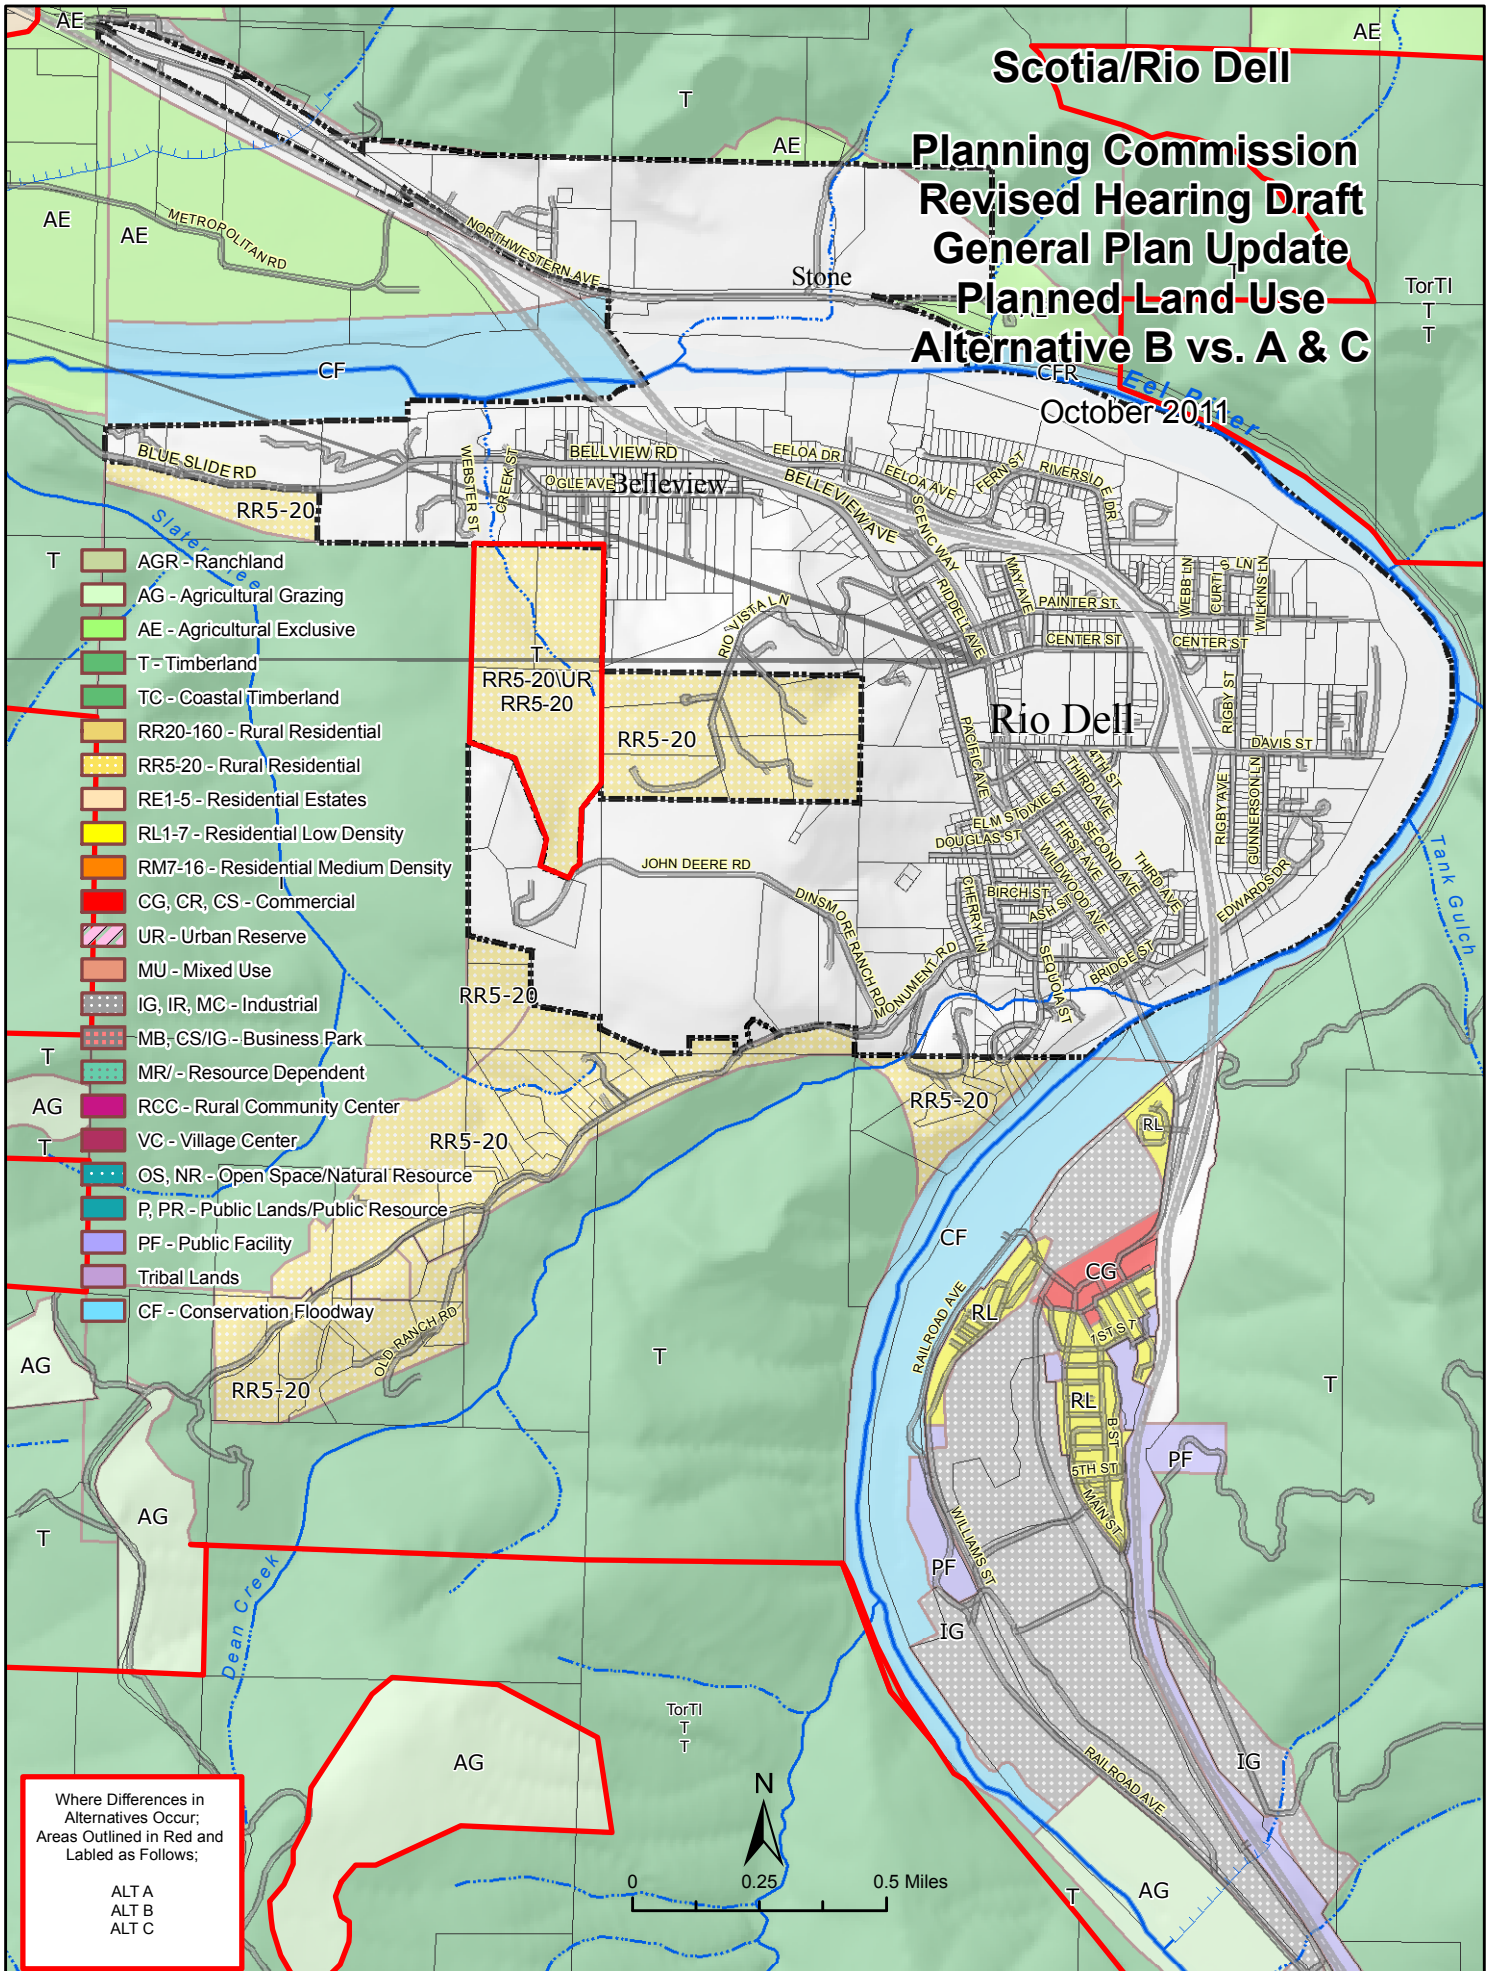 Scotia/Rio Dell
Planning Commission
Revised Hearing Draft
General Plan Update
Planned Land Use
Alternative B vs. A & C
October 2011
AE
AE
T
AE
AE
AE
METROPOLITAN RD
NORTHWESTERN AVE
Stone
T
TorTI
T
T
CF
CFR
Eel River
BLUE SLIDE RD
WEBSTER ST
CREEK ST
BELLVIEW RD
OGLE AVE
Belleview
BELLEVIEW AVE
EELOA DR
EELOA AVE
FERN ST
RIVERSIDE DR
SCENIC WAY
RR5-20
Slater Creek
T
RIO VISTA LN
RIDDELL AVE
MAY AVE
PAINTER ST
CENTER ST
WEBB LN
CURTIS LN
WILKINS LN
CENTER ST
T
RR5-20\UR
RR5-20
RR5-20
Rio Dell
RIGBY ST
DAVIS ST
PACIFIC AVE
4TH ST
THIRD AVE
DIXIE ST
ELM ST
DOUGLAS ST
FIRST AVE
SECOND AVE
WILDWOOD AVE
THIRD AVE
RIGBY AVE
GUNNERSON LN
EDWARDS DR
JOHN DEERE RD
DINSMORE RANCH RD
CHERRY LN
BIRCH ST
ASH ST
SEQUOIA ST
BRIDGE ST
MONUMENT RD
Tank Gulch
AGR - Ranchland
AG - Agricultural Grazing
AE - Agricultural Exclusive
T - Timberland
TC - Coastal Timberland
RR20-160 - Rural Residential
RR5-20 - Rural Residential
RE1-5 - Residential Estates
RL1-7 - Residential Low Density
RM7-16 - Residential Medium Density
CG, CR, CS - Commercial
UR - Urban Reserve
MU - Mixed Use
IG, IR, MC - Industrial
MB, CS/IG - Business Park
MR/ - Resource Dependent
RCC - Rural Community Center
VC - Village Center
OS, NR - Open Space/Natural Resource
P, PR - Public Lands/Public Resource
PF - Public Facility
Tribal Lands
CF - Conservation Floodway
T
T
AG
T
RR5-20
RR5-20
RR5-20
RL
CF
CG
RAILROAD AVE
RL
1ST ST
OLD RANCH RD
AG
RR5-20
T
RL
B ST
T
5TH ST
MAIN ST
PF
AG
T
WILLIAMS ST
PF
IG
Dean Creek
TorTI
T
T
AG
RAILROAD AVE
IG
AG
T
Where Differences in
Alternatives Occur;
Areas Outlined in Red and
Labled as Follows;
ALT A
ALT B
ALT C
N
0 0.25 0.5 Miles